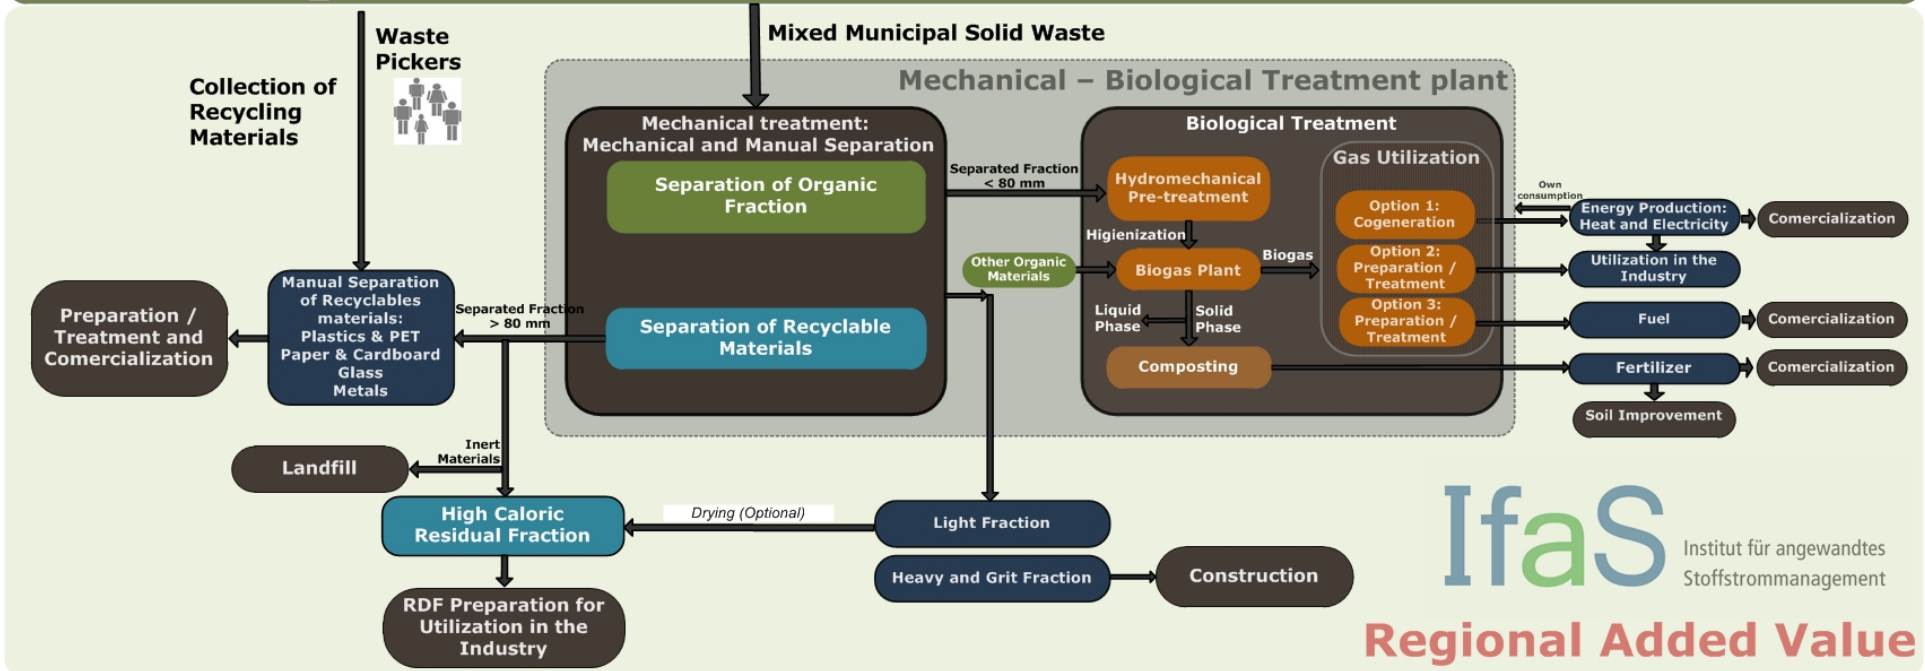 Waste
Pickers
Collection of
Recycling
Materials
Mixed Municipal Solid Waste
Mechanical – Biological Treatment plant
Mechanical treatment:
Mechanical and Manual Separation
Separation of Organic
Fraction
Separation of Recyclable
Materials
Separated Fraction
< 80 mm
Biological Treatment
Hydromechanical
Pre-treatment
Higienization
Other Organic
Materials
Biogas Plant
Biogas
Liquid
Phase
Solid
Phase
Composting
Gas Utilization
Option 1:
Cogeneration
Option 2:
Preparation /
Treatment
Option 3:
Preparation /
Treatment
Own
consumption
Energy Production:
Heat and Electricity
Comercialization
Utilization in the
Industry
Fuel
Comercialization
Fertilizer
Comercialization
Soil Improvement
Preparation /
Treatment and
Comercialization
Manual Separation
of Recyclables
materials:
Plastics & PET
Paper & Cardboard
Glass
Metals
Separated Fraction
> 80 mm
Inert
Materials
Landfill
High Caloric
Residual Fraction
Drying (Optional)
Light Fraction
Heavy and Grit Fraction
Construction
RDF Preparation for
Utilization in the
Industry
IfaS
Institut für angewandtes
Stoffstrommanagement
Regional Added Value